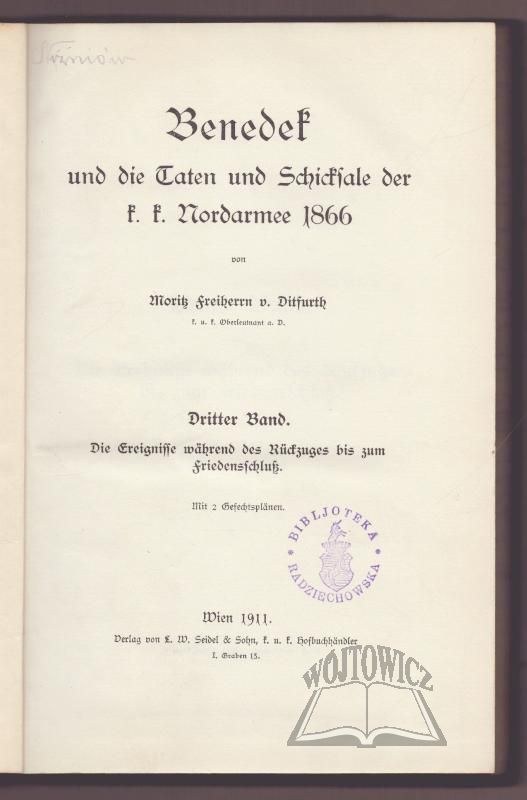 Benedek
und die Taten und Schicksale der
k. k. Nordarmee 1866
von
Moritz Freiherrn v. Ditfurth
k. u. k. Oberleutnant a. D.
Dritter Band.
Die Ereignisse während des Rückzuges bis zum
Friedensschluß.
Mit 2 Gefechtsplänen.
* BIBLJOTEKA *
RADZIECHOWSKA
Wien 1911.
Verlag von L. W. Seidel & Sohn, k. u. k. Hofbuchhändler
I. Graben 13.
WÓJTOWICZ